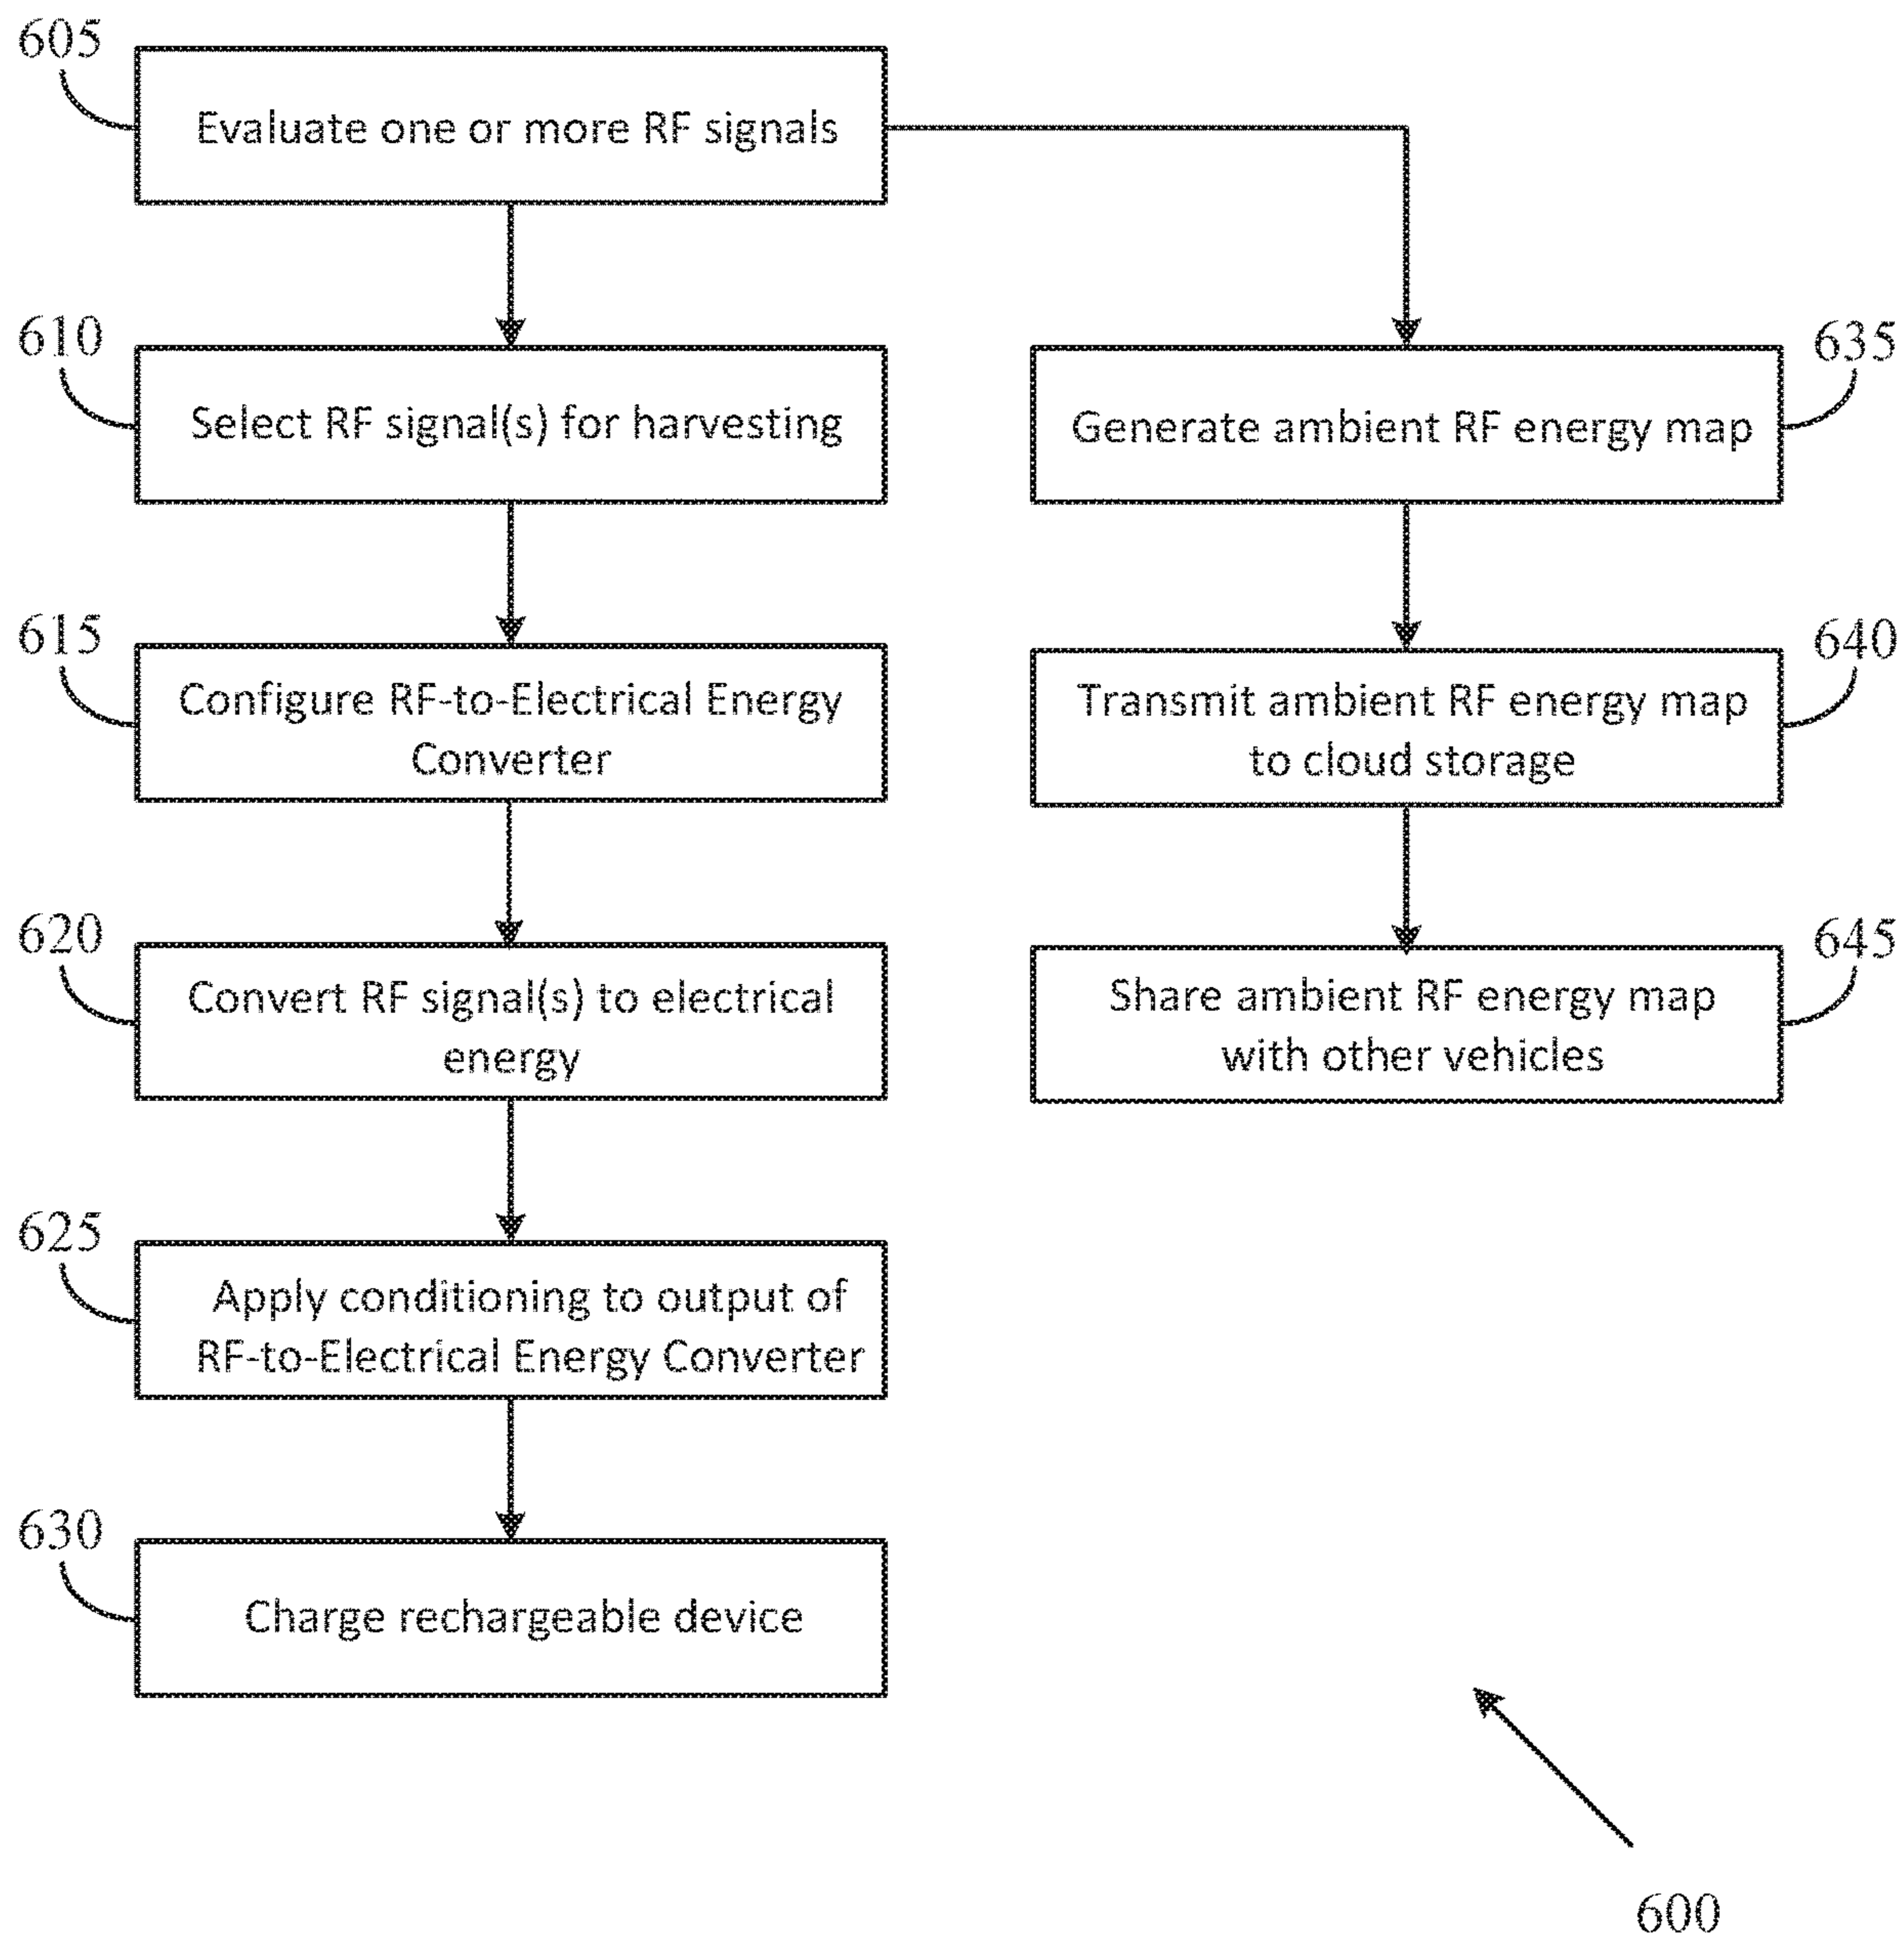 605
Evaluate one or more RF signals
610
Select RF signal(s) for harvesting
615
Configure RF-to-Electrical Energy
Converter
620
Convert RF signal(s) to electrical
energy
625
Apply conditioning to output of
RF-to-Electrical Energy Converter
630
Charge rechargeable device
635
Generate ambient RF energy map
640
Transmit ambient RF energy map
to cloud storage
645
Share ambient RF energy map
with other vehicles
600